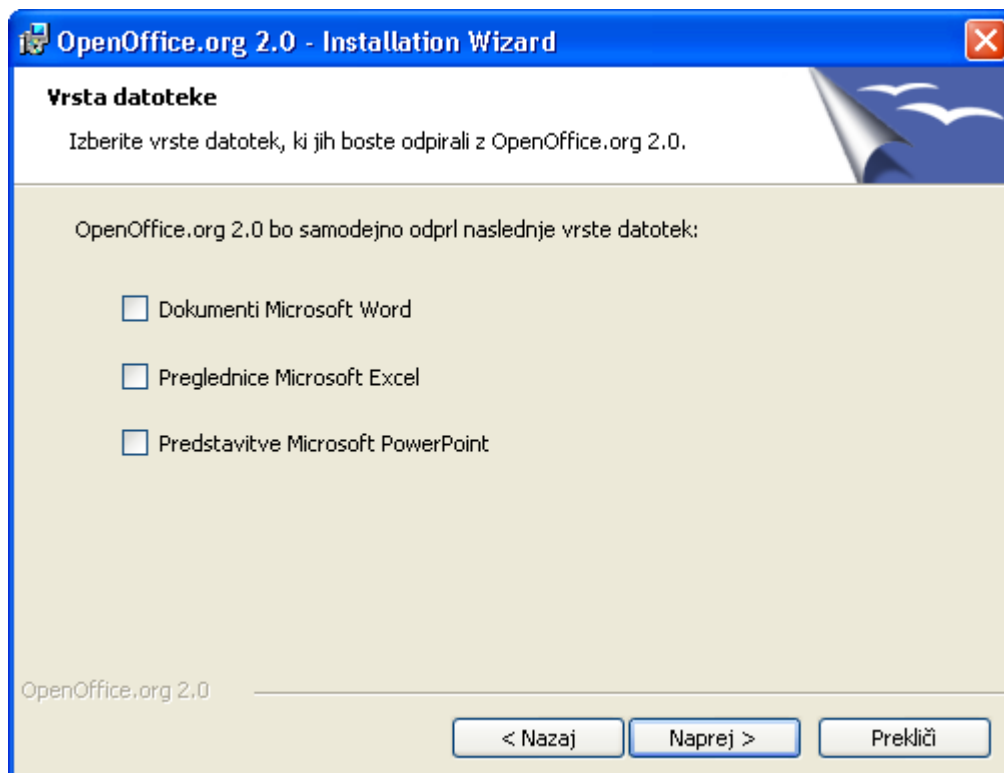 OpenOffice.org 2.0 - Installation Wizard
Vrsta datoteke
Izberite vrste datotek, ki jih boste odpirali z OpenOffice.org 2.0.
OpenOffice.org 2.0 bo samodejno odprl naslednje vrste datotek:
Dokumenti Microsoft Word
Preglednice Microsoft Excel
Predstavitve Microsoft PowerPoint
OpenOffice.org 2.0
< Nazaj Naprej > Prekliči